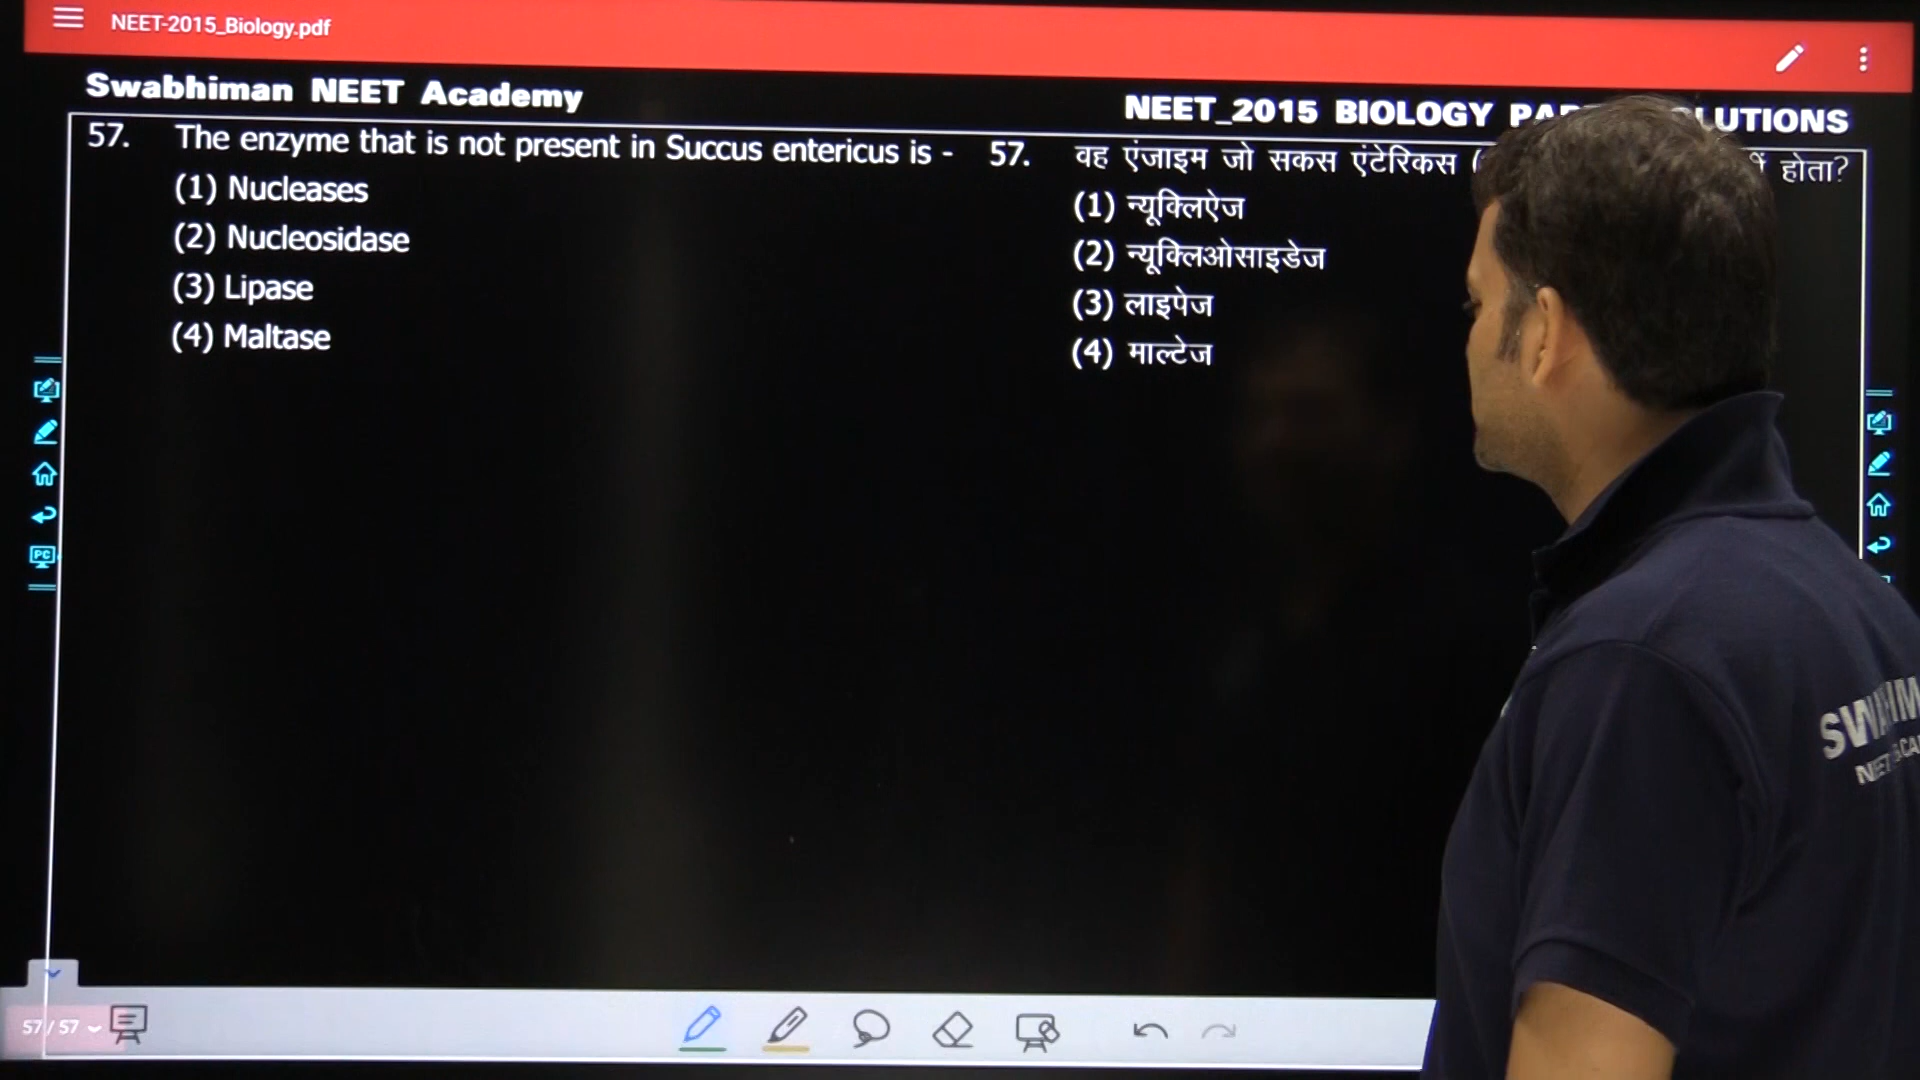 NEET-2015_Biology.pdf
Swabhiman NEET Academy
NEET_2015 BIOLOGY
57. The enzyme that is not present in Succus entericus is -
(1) Nucleases
(2) Nucleosidase
(3) Lipase
(4) Maltase
57. वह एंजाइम जो सकस एंटेरिकस ( होता?
(1) न्यूक्लिऐज
(2) न्यूक्लिओसाइडेज
(3) लाइपेज
(4) माल्टेज
PC
57/57